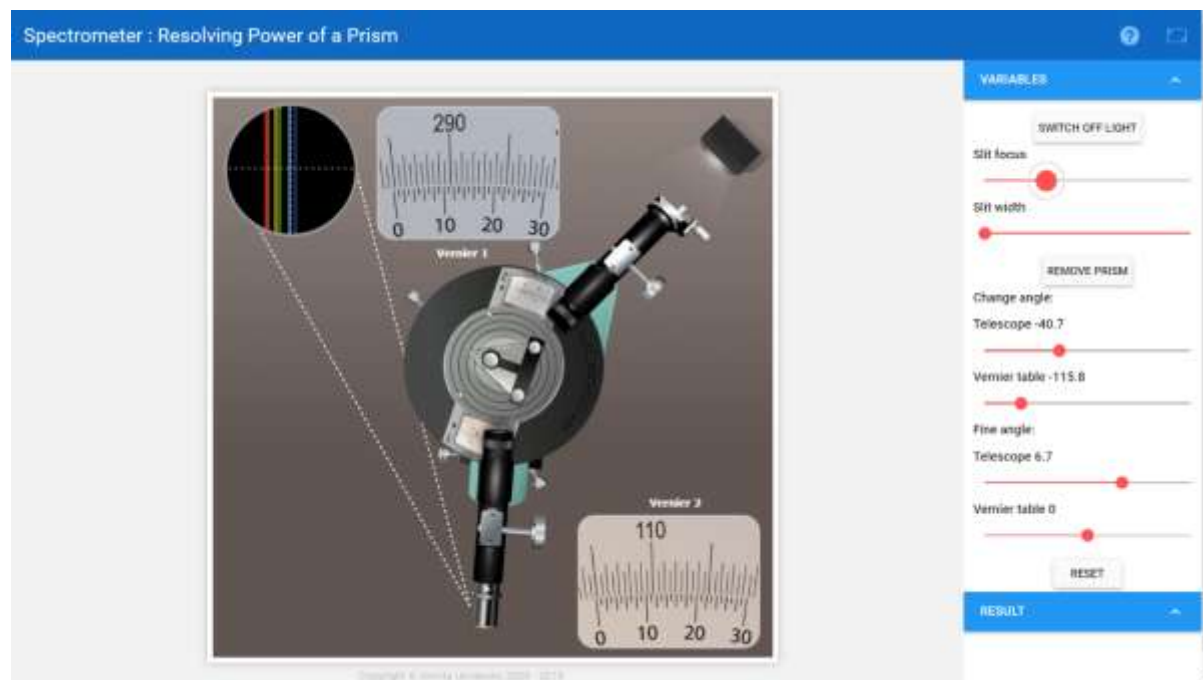 Spectrometer : Resolving Power of a Prism
290
0 10 20 30
Vernier 1
Vernier 2
110
0 10 20 30
VARIABLES
SWITCH OFF LIGHT
Slit focus
Slit width
REMOVE PRISM
Change angle:
Telescope -40.7
Vernier table -115.8
Fine angle:
Telescope 6.7
Vernier table 0
RESET
RESULT